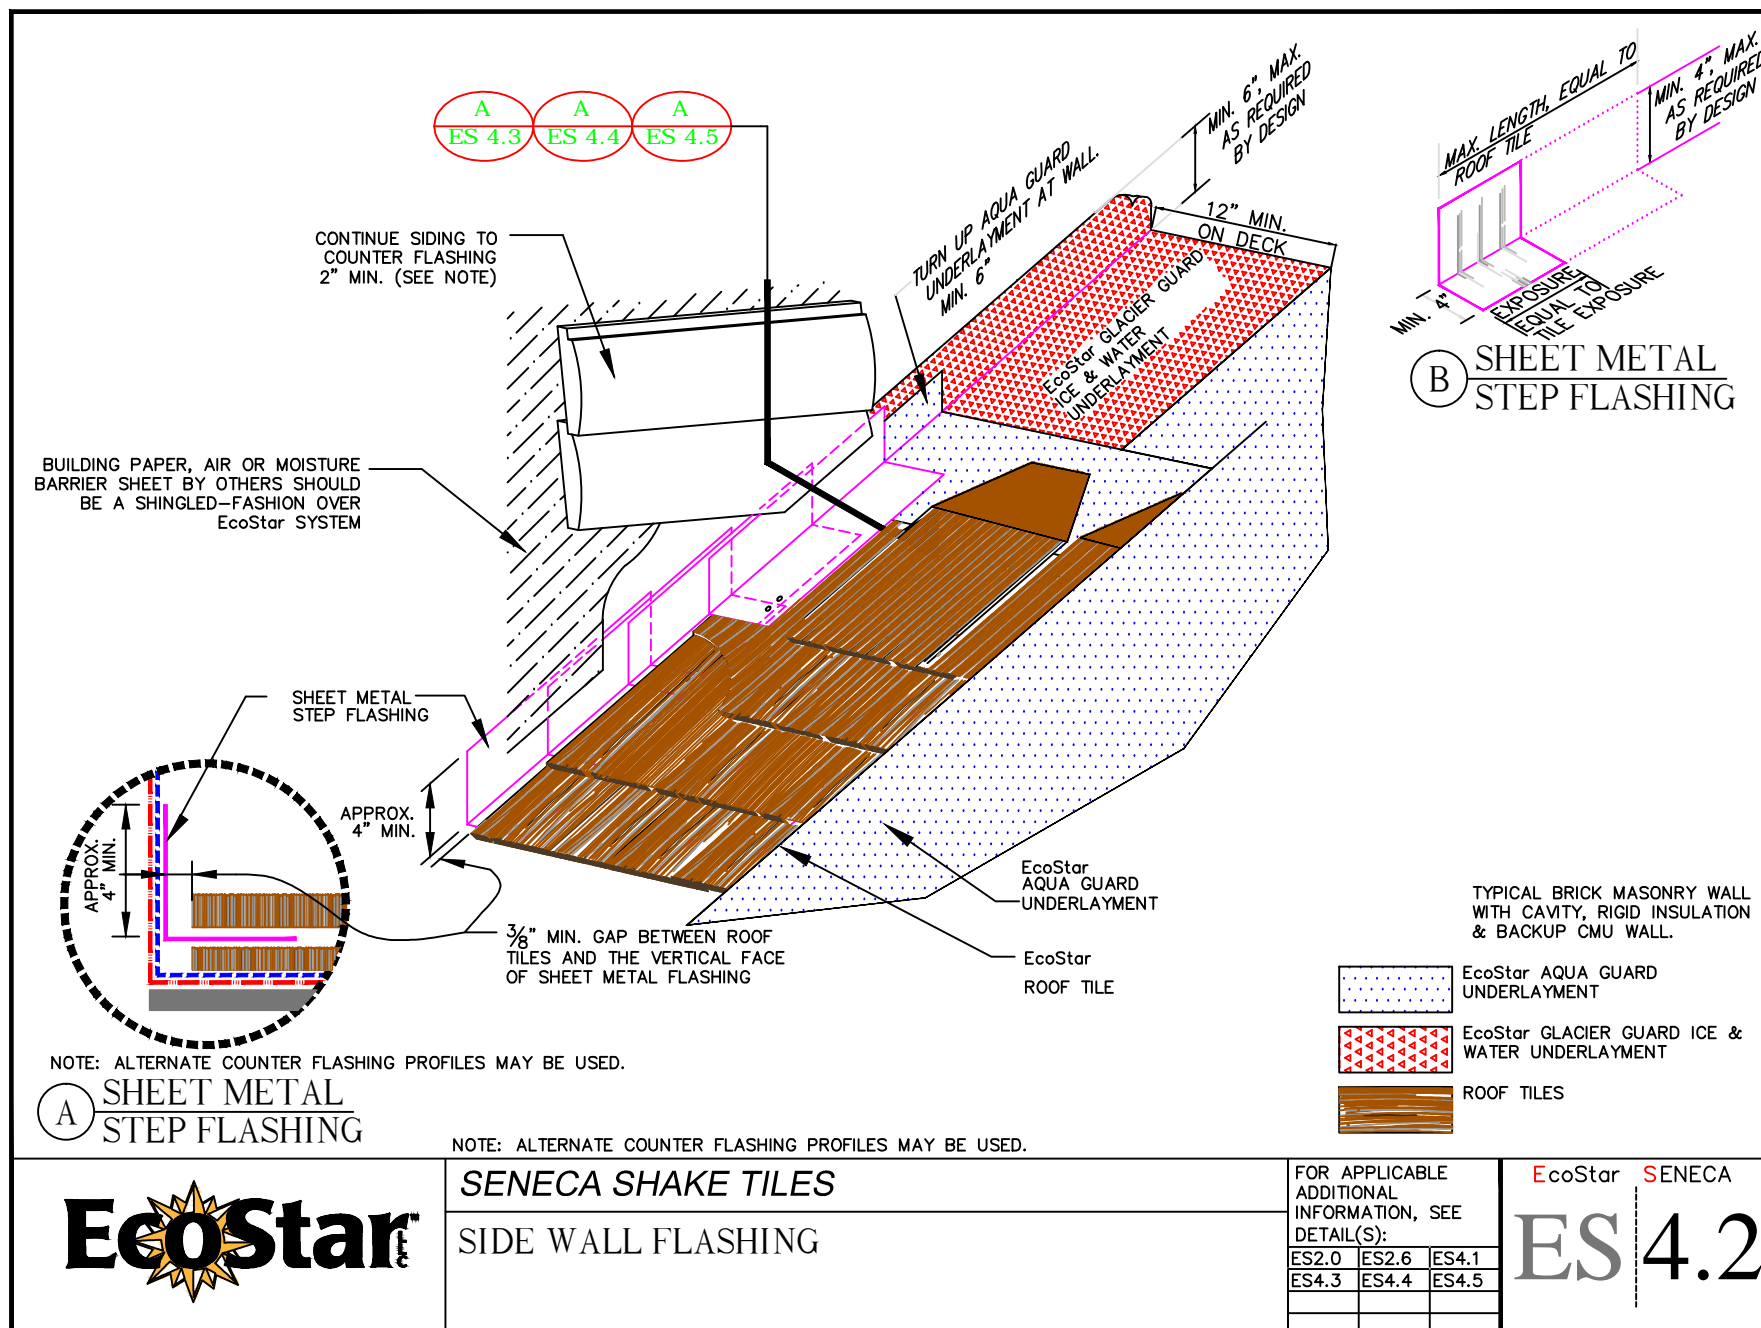 A
ES 4.3
A
ES 4.4
A
ES 4.5
CONTINUE SIDING TO
COUNTER FLASHING
2" MIN. (SEE NOTE)
TURN UP AQUA GUARD
UNDERLAYMENT AT WALL.
MIN. 6"
MIN. 6", MAX.
AS REQUIRED
BY DESIGN
12" MIN.
ON DECK
EcoStar GLACIER GUARD
ICE & WATER
UNDERLAYMENT
MAX. LENGTH, EQUAL TO
ROOF TILE
MIN. 4", MAX.
AS REQUIRED
BY DESIGN
MIN. 4"
EXPOSURE
EQUAL TO
TILE EXPOSURE
B
SHEET METAL
STEP FLASHING
BUILDING PAPER, AIR OR MOISTURE
BARRIER SHEET BY OTHERS SHOULD
BE A SHINGLED-FASHION OVER
EcoStar SYSTEM
SHEET METAL
STEP FLASHING
APPROX.
4" MIN.
APPROX.
4" MIN.
3/8" MIN. GAP BETWEEN ROOF
TILES AND THE VERTICAL FACE
OF SHEET METAL FLASHING
EcoStar
AQUA GUARD
UNDERLAYMENT
EcoStar
ROOF TILE
TYPICAL BRICK MASONRY WALL
WITH CAVITY, RIGID INSULATION
& BACKUP CMU WALL.
EcoStar AQUA GUARD
UNDERLAYMENT
EcoStar GLACIER GUARD ICE &
WATER UNDERLAYMENT
ROOF TILES
NOTE: ALTERNATE COUNTER FLASHING PROFILES MAY BE USED.
A
SHEET METAL
STEP FLASHING
NOTE: ALTERNATE COUNTER FLASHING PROFILES MAY BE USED.
EcoStar LLC
SENECA SHAKE TILES
SIDE WALL FLASHING
FOR APPLICABLE
ADDITIONAL
INFORMATION, SEE
DETAIL(S):
ES2.0 ES2.6 ES4.1
ES4.3 ES4.4 ES4.5
EcoStar SENECA
ES 4.2